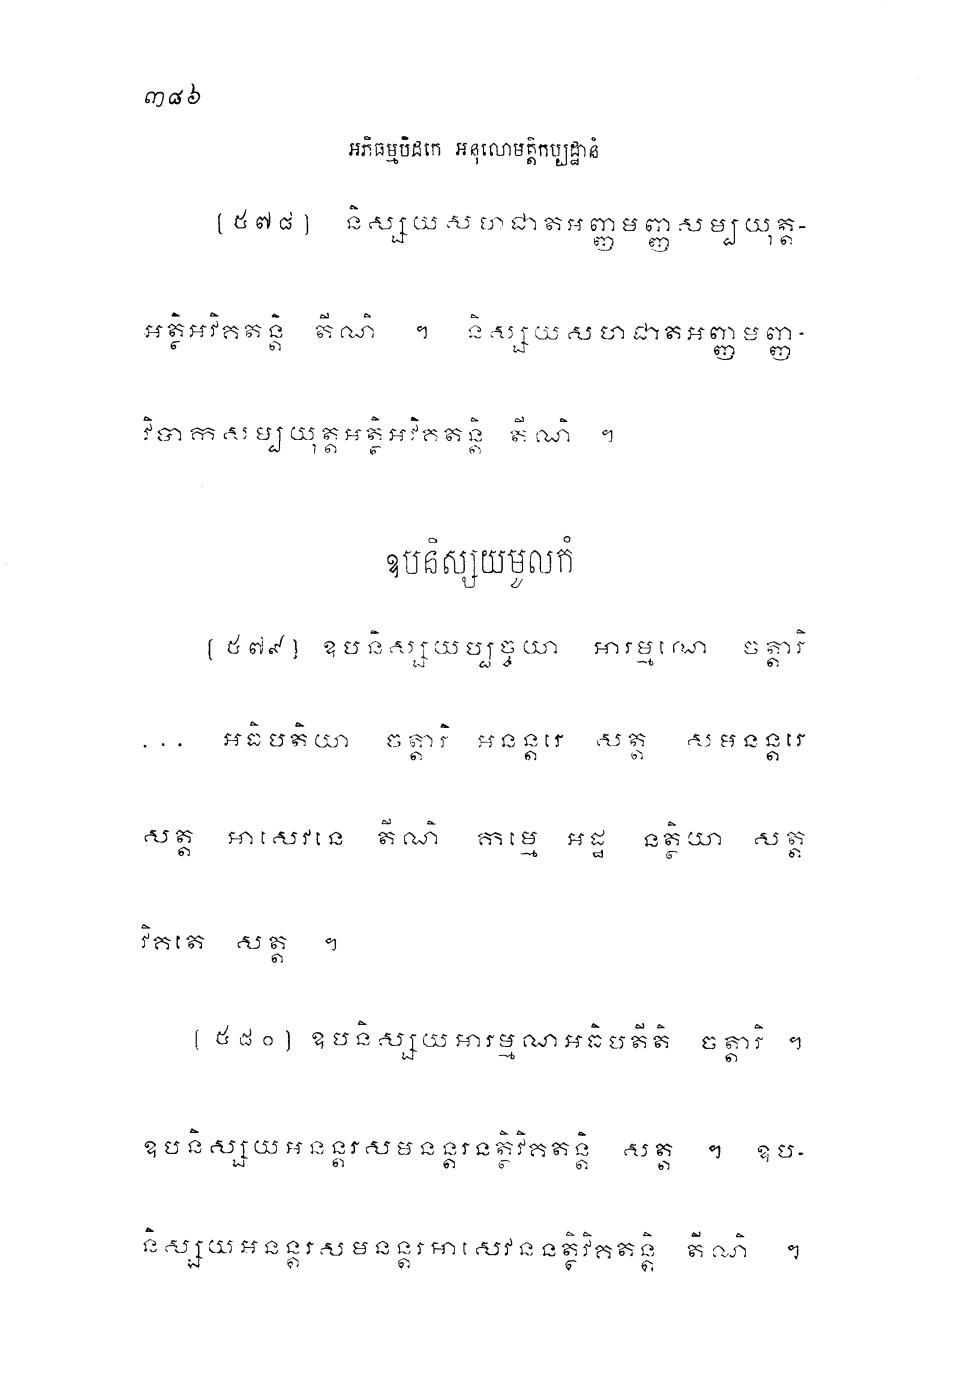 ៣៨៦
អភិធម្មបិដកេ អនុលោមត្តិកប្បដ្ឋានំ
[៥៧៨] និស្សយសហជាតអញ្ញមញ្ញសម្បយុត្ត-
អត្ថិអវិគតន្តិ តីណិ ។ និស្សយសហជាតអញ្ញមញ្ញ-
វិបាកសម្បយុត្តអត្ថិអវិគតន្តិ តីណិ ។
ឧបនិស្សយមូលកំ
[៥៧៩] ឧបនិស្សយប្បច្ចយា អារម្មណេ ចត្តារិ
... អធិបតិយា ចត្តារិ អនន្តរេ សត្ត សមនន្តរេ
សត្ត អាសេវនេ តីណិ កម្មេ អដ្ឋ នត្ថិយា សត្ត
វិគតេ សត្ត ។
[៥៨០] ឧបនិស្សយអារម្មណអធិបតីតិ ចត្តារិ ។
ឧបនិស្សយអនន្តរសមនន្តរនត្ថិវិគតន្តិ សត្ត ។ ឧប-
និស្សយអនន្តរសមនន្តរអាសេវននត្ថិវិគតន្តិ តីណិ ។